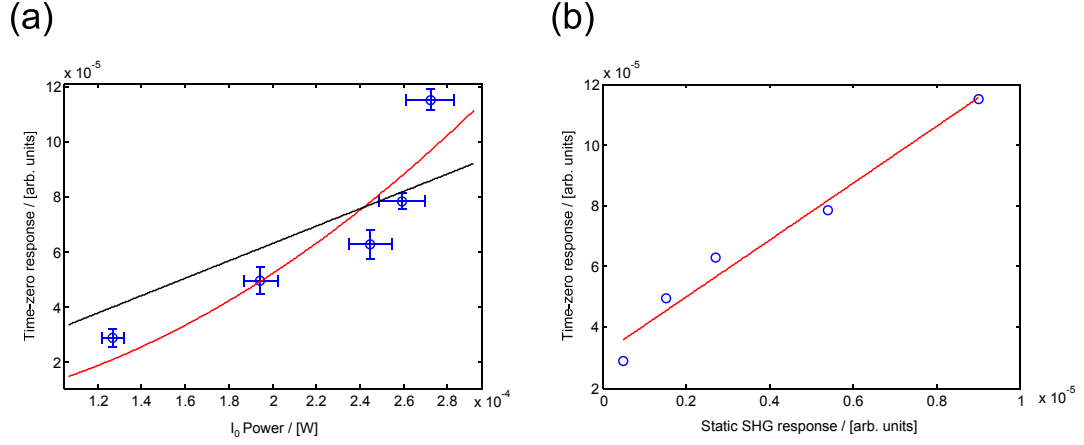 (a)
(b)
x 10-5
12
10
8
6
4
2
Time-zero response / [arb. units]
1.2
1.4
1.6
1.8
2
2.2
2.4
2.6
2.8
x 10-4
I0 Power / [W]
x 10-5
12
10
8
6
4
2
Time-zero response / [arb. units]
0
0.2
0.4
0.6
0.8
1
x 10-5
Static SHG response / [arb. units]